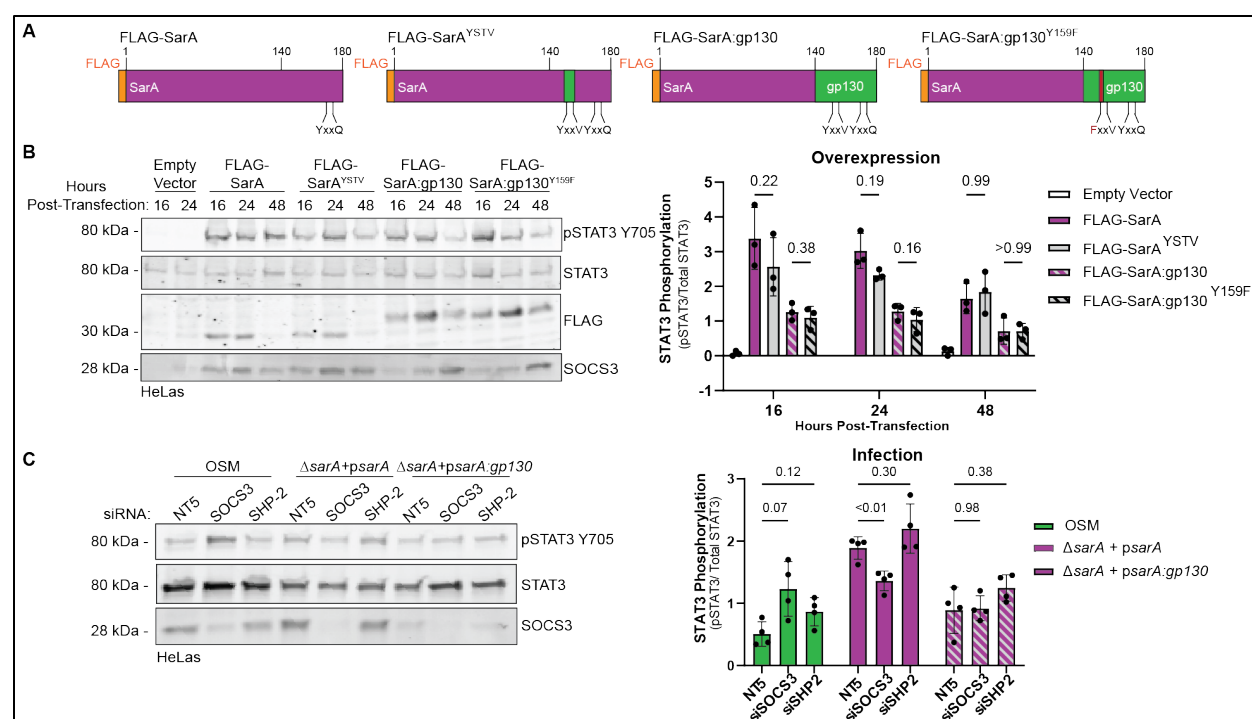 A
FLAG-SarA
FLAG-SarA^YSTV
FLAG-SarA:gp130
FLAG-SarA:gp130^Y159F
1 140 180
1 140 180
1 140 180
1 140 180
FLAG SarA
FLAG SarA
FLAG SarA gp130
FLAG SarA gp130
YxxQ
YxxV YxxQ
YxxV YxxQ
FxxV YxxQ
B
Empty Vector
FLAG-SarA
FLAG-SarA^YSTV
FLAG-SarA:gp130
FLAG-SarA:gp130^Y159F
Hours
Post-Transfection: 16 24 16 24 48 16 24 48 16 24 48 16 24 48
80 kDa - pSTAT3 Y705
80 kDa - STAT3
FLAG
30 kDa -
28 kDa - SOCS3
HeLas
Overexpression
STAT3 Phosphorylation
(pSTAT3/Total STAT3)
5
4
3
2
1
0
-1
0.22
0.38
0.19
0.16
0.99
>0.99
16 24 48
Hours Post-Transfection
Empty Vector
FLAG-SarA
FLAG-SarA^YSTV
FLAG-SarA:gp130
FLAG-SarA:gp130^Y159F
C
OSM
ΔsarA+psarA
ΔsarA+psarA:gp130
siRNA: NT5 SOCS3 SHP-2 NT5 SOCS3 SHP-2 NT5 SOCS3 SHP-2
80 kDa - pSTAT3 Y705
80 kDa - STAT3
28 kDa - SOCS3
HeLas
Infection
STAT3 Phosphorylation
(pSTAT3/ Total STAT3)
3
2
1
0
0.12
0.07
0.30
<0.01
0.38
0.98
NT5 siSOCS3 siSHP2 NT5 siSOCS3 siSHP2 NT5 siSOCS3 siSHP2
OSM
ΔsarA + psarA
ΔsarA + psarA:gp130